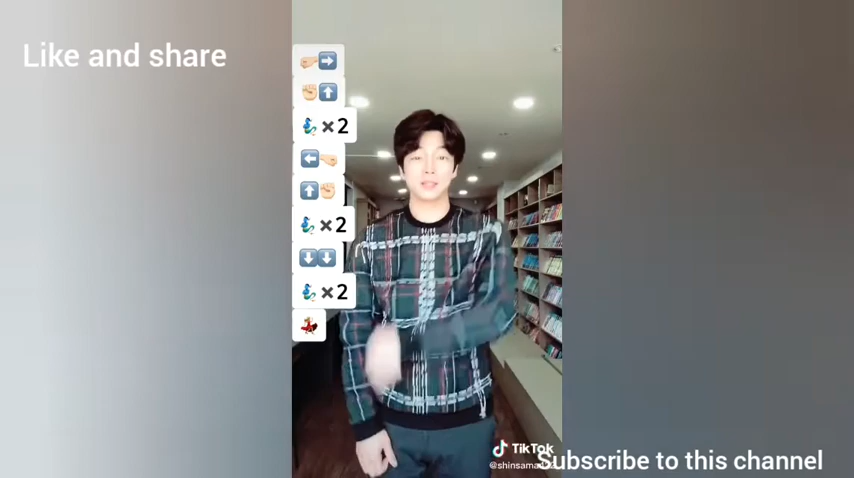 Like and share
×2
×2
×2
TikTok
Subscribe to this channel